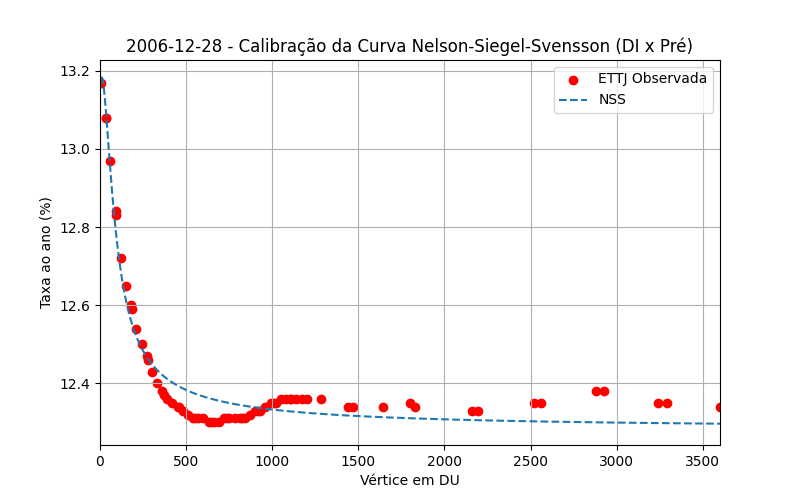 2006-12-28 - Calibração da Curva Nelson-Siegel-Svensson (DI x Pré)
ETTJ Observada
NSS
Taxa ao ano (%)
13.2
13.0
12.8
12.6
12.4
0 500 1000 1500 2000 2500 3000 3500
Vértice em DU